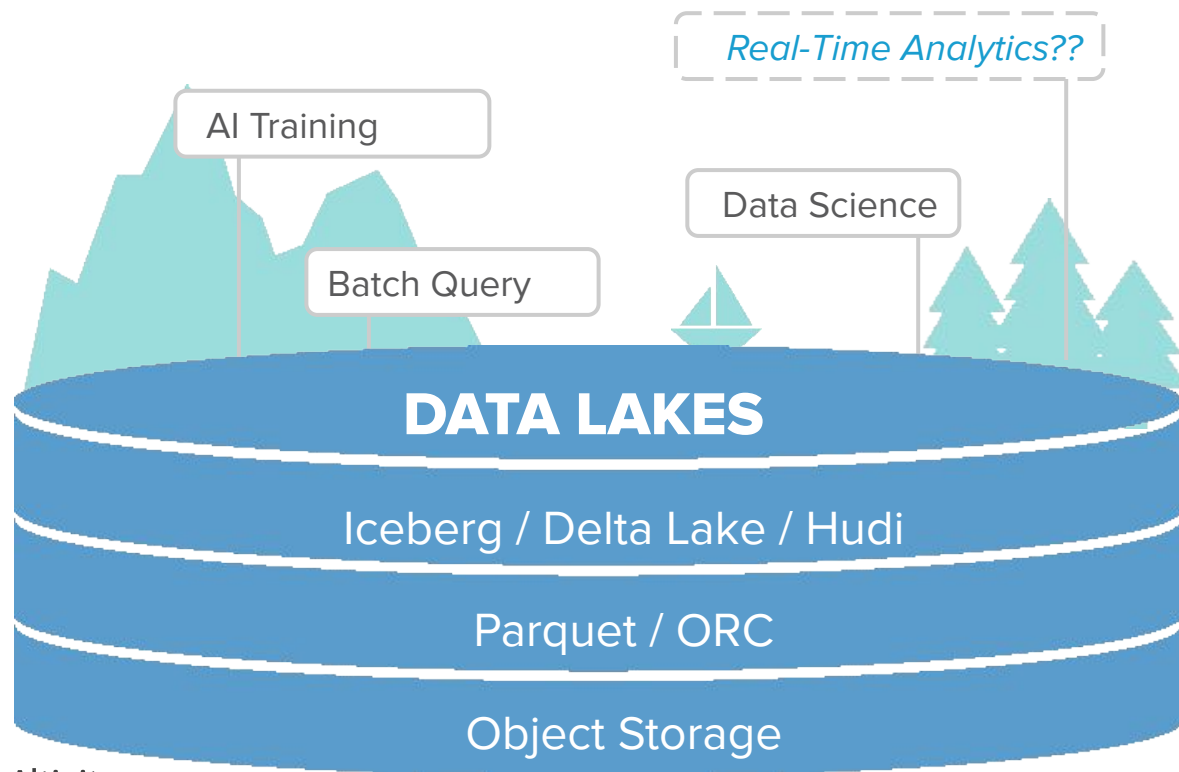 Real-Time Analytics??
AI Training
Data Science
Batch Query
DATA LAKES
Iceberg / Delta Lake / Hudi
Parquet / ORC
Object Storage